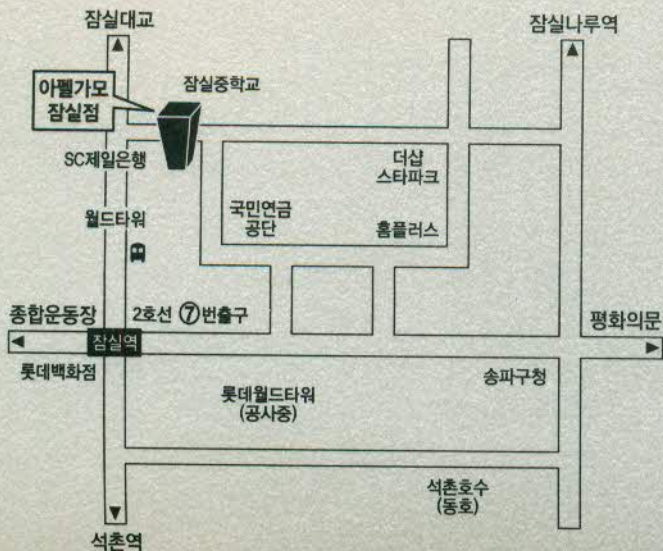 잠실대교
잠실나루역
아펠가모
잠실점
잠실중학교
SC제일은행
더샵
스타파크
월드타워
국민연금
공단
홈플러스
종합운동장
2호선 ⑦번출구
평화의문
잠실역
롯데백화점
송파구청
롯데월드타워
(공사중)
석촌호수
(동호)
석촌역